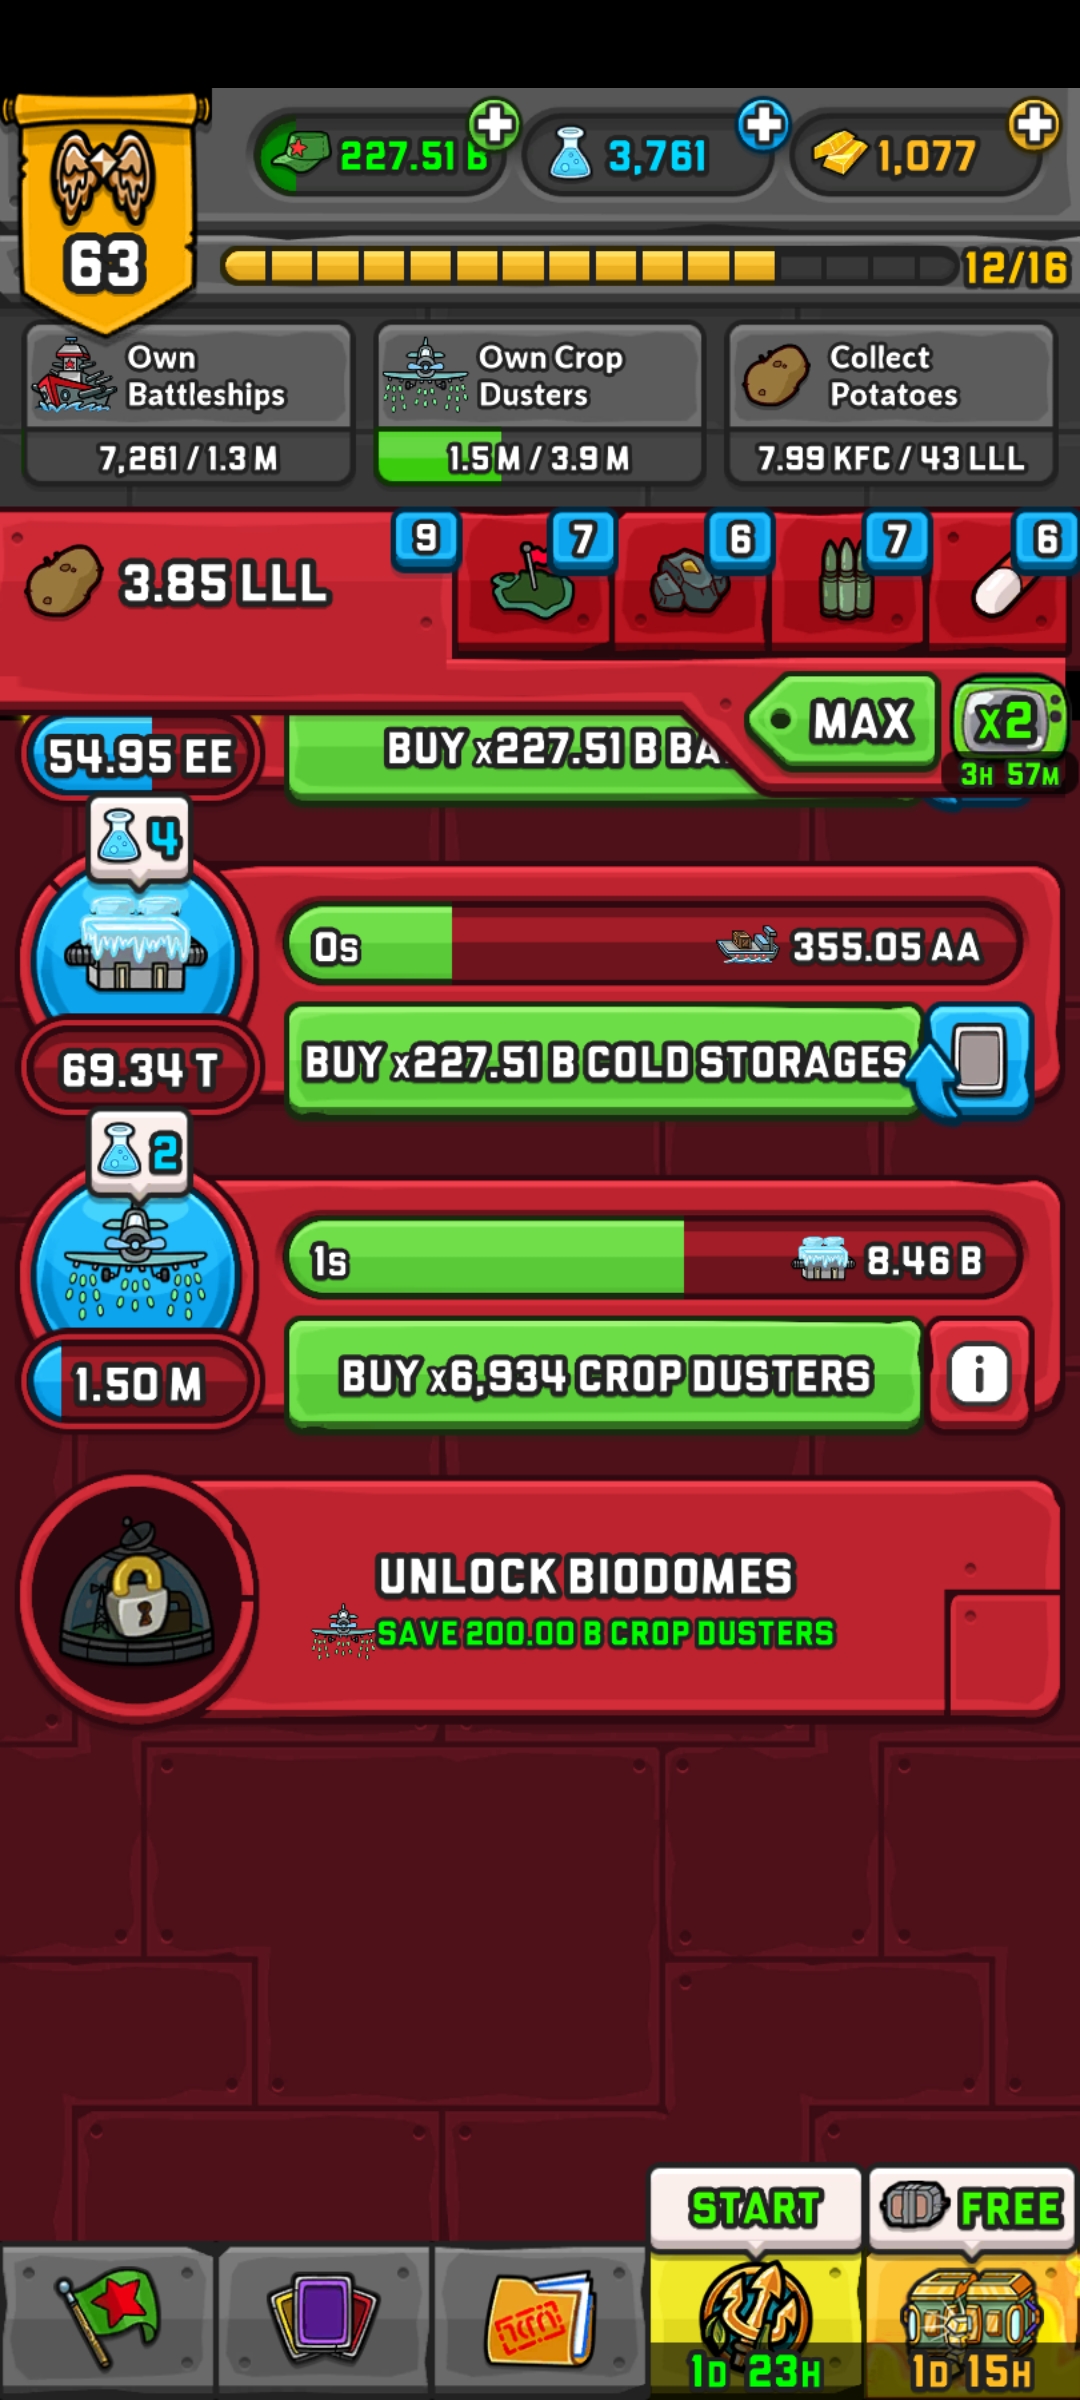 227.51 B
3,761
1,077
63
12/16
Own
Battleships
7,261 / 1.3 M
Own Crop
Dusters
1.5 M / 3.9 M
Collect
Potatoes
7.99 KFC / 43 LLL
3.85 LLL
9
7
6
7
6
MAX
x2
3H 57M
54.95 EE
BUY x227.51 B BA
4
0s
355.05 AA
69.34 T
BUY x227.51 B COLD STORAGES
2
1s
8.46 B
1.50 M
BUY x6,934 CROP DUSTERS
i
UNLOCK BIODOMES
SAVE 200.00 B CROP DUSTERS
START
FREE
1D 23H
1D 15H